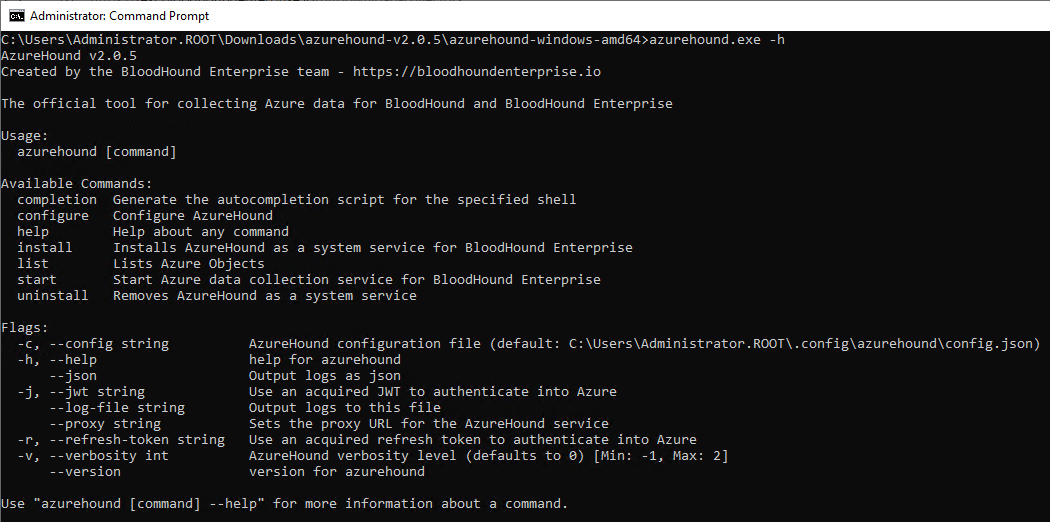 Administrator: Command Prompt
C:\Users\Administrator.ROOT\Downloads\azurehound-v2.0.5\azurehound-windows-amd64>azurehound.exe -h
AzureHound v2.0.5
Created by the BloodHound Enterprise team - https://bloodhoundenterprise.io

The official tool for collecting Azure data for BloodHound and BloodHound Enterprise

Usage:
  azurehound [command]

Available Commands:
  completion  Generate the autocompletion script for the specified shell
  configure   Configure AzureHound
  help        Help about any command
  install     Installs AzureHound as a system service for BloodHound Enterprise
  list        Lists Azure Objects
  start       Start Azure data collection service for BloodHound Enterprise
  uninstall   Removes AzureHound as a system service

Flags:
  -c, --config string          AzureHound configuration file (default: C:\Users\Administrator.ROOT\.config\azurehound\config.json)
  -h, --help                   help for azurehound
      --json                   Output logs as json
  -j, --jwt string             Use an acquired JWT to authenticate into Azure
      --log-file string        Output logs to this file
      --proxy string           Sets the proxy URL for the AzureHound service
  -r, --refresh-token string   Use an acquired refresh token to authenticate into Azure
  -v, --verbosity int          AzureHound verbosity level (defaults to 0) [Min: -1, Max: 2]
      --version                version for azurehound

Use "azurehound [command] --help" for more information about a command.